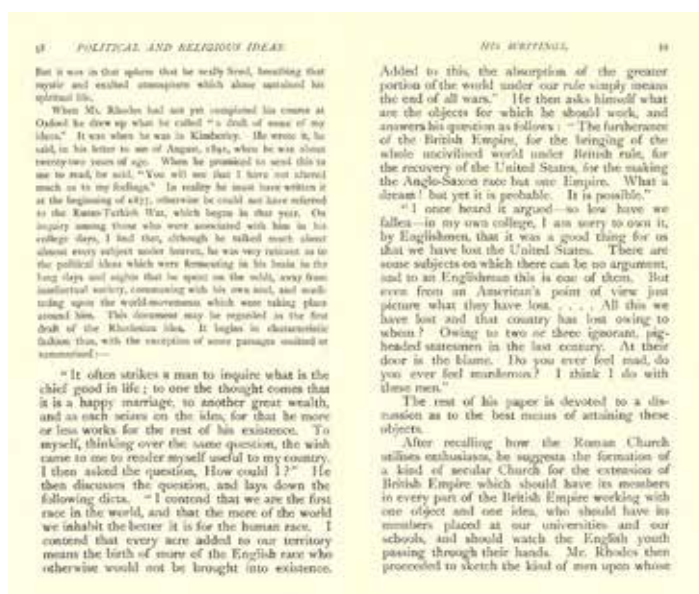 58 POLITICAL AND RELIGIOUS IDEAS.
But it was in that sphere that he really lived, breathing that
mystic and exalted atmosphere which alone sustained his
spiritual life.
When Mr. Rhodes had not yet completed his course at
Oxford he drew up what he called "a draft of some of my
ideas." It was when he was in Kimberley. He wrote it, he
said, in his letter to me of August, 1891, when he was about
twenty-two years of age. When he promised to send this to
me to read, he said, "You will see that I have not altered
much as to my feelings." In reality he must have written it
at the beginning of 1877, otherwise he could not have referred
to the Russo-Turkish War, which began in that year. On
inquiry among those who were associated with him in his
college days, I find that, although he talked much about
almost every subject under heaven, he was very reticent as to
the political ideas which were fermenting in his brain in the
long days and nights that he spent on the veldt, away from
intellectual society, communing with his own soul, and medi-
tating upon the world-movements which were taking place
around him. This document may be regarded as the first
draft of the Rhodesian idea. It begins in characteristic
fashion thus, with the exception of some passages omitted or
summarised:—
"It often strikes a man to inquire what is the
chief good in life; to one the thought comes that
it is a happy marriage, to another great wealth,
and as each seizes on the idea, for that he more
or less works for the rest of his existence. To
myself, thinking over the same question, the wish
came to me to render myself useful to my country.
I then asked the question, How could I?" He
then discusses the question, and lays down the
following dicta. "I contend that we are the first
race in the world, and that the more of the world
we inhabit the better it is for the human race. I
contend that every acre added to our territory
means the birth of more of the English race who
otherwise would not be brought into existence.
HIS WRITINGS. 59
Added to this, the absorption of the greater
portion of the world under our rule simply means
the end of all wars." He then asks himself what
are the objects for which he should work, and
answers his question as follows: "The furtherance
of the British Empire, for the bringing of the
whole uncivilised world under British rule, for
the recovery of the United States, for the making
the Anglo-Saxon race but one Empire. What a
dream! but yet it is probable. It is possible."
"I once heard it argued—so low have we
fallen—in my own college, I am sorry to own it,
by Englishmen, that it was a good thing for us
that we have lost the United States. There are
some subjects on which there can be no argument,
and to an Englishman this is one of them. But
even from an American's point of view just
picture what they have lost. . . . . All this we
have lost and that country has lost owing to
whom? Owing to two or three ignorant, pig-
headed statesmen in the last century. At their
door is the blame. Do you ever feel mad, do
you ever feel murderous? I think I do with
these men."
The rest of his paper is devoted to a dis-
cussion as to the best means of attaining these
objects.
After recalling how the Roman Church
utilises enthusiasm, he suggests the formation of
a kind of secular Church for the extension of
British Empire which should have its members
in every part of the British Empire working with
one object and one idea, who should have its
members placed at our universities and our
schools, and should watch the English youth
passing through their hands. Mr. Rhodes then
proceeded to sketch the kind of men upon whose